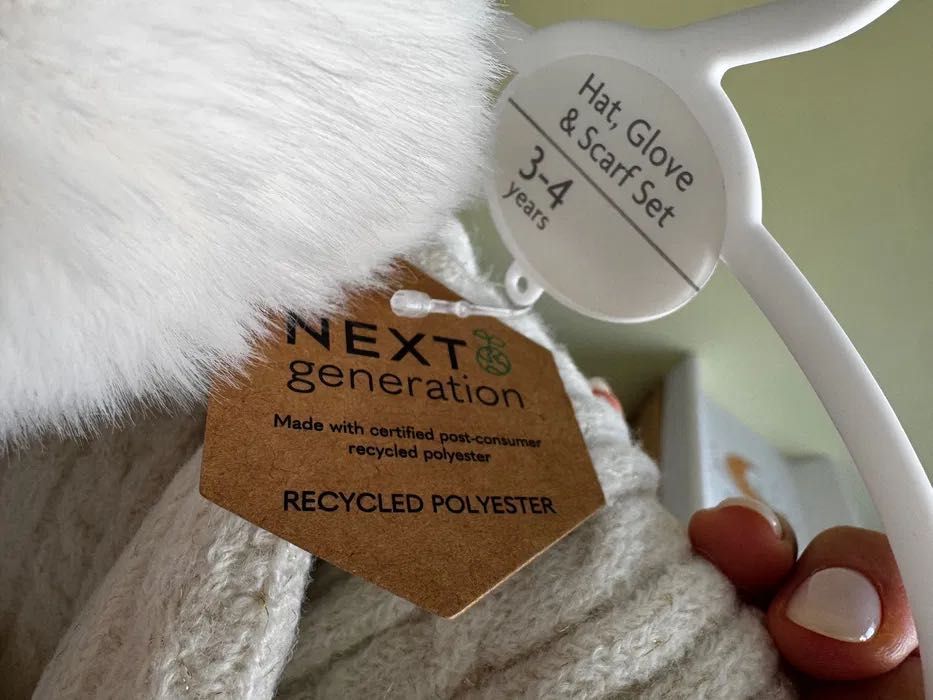 Hat, Glove
& Scarf Set
3-4
years
NEXT
generation
Made with certified post-consumer
recycled polyester
RECYCLED POLYESTER